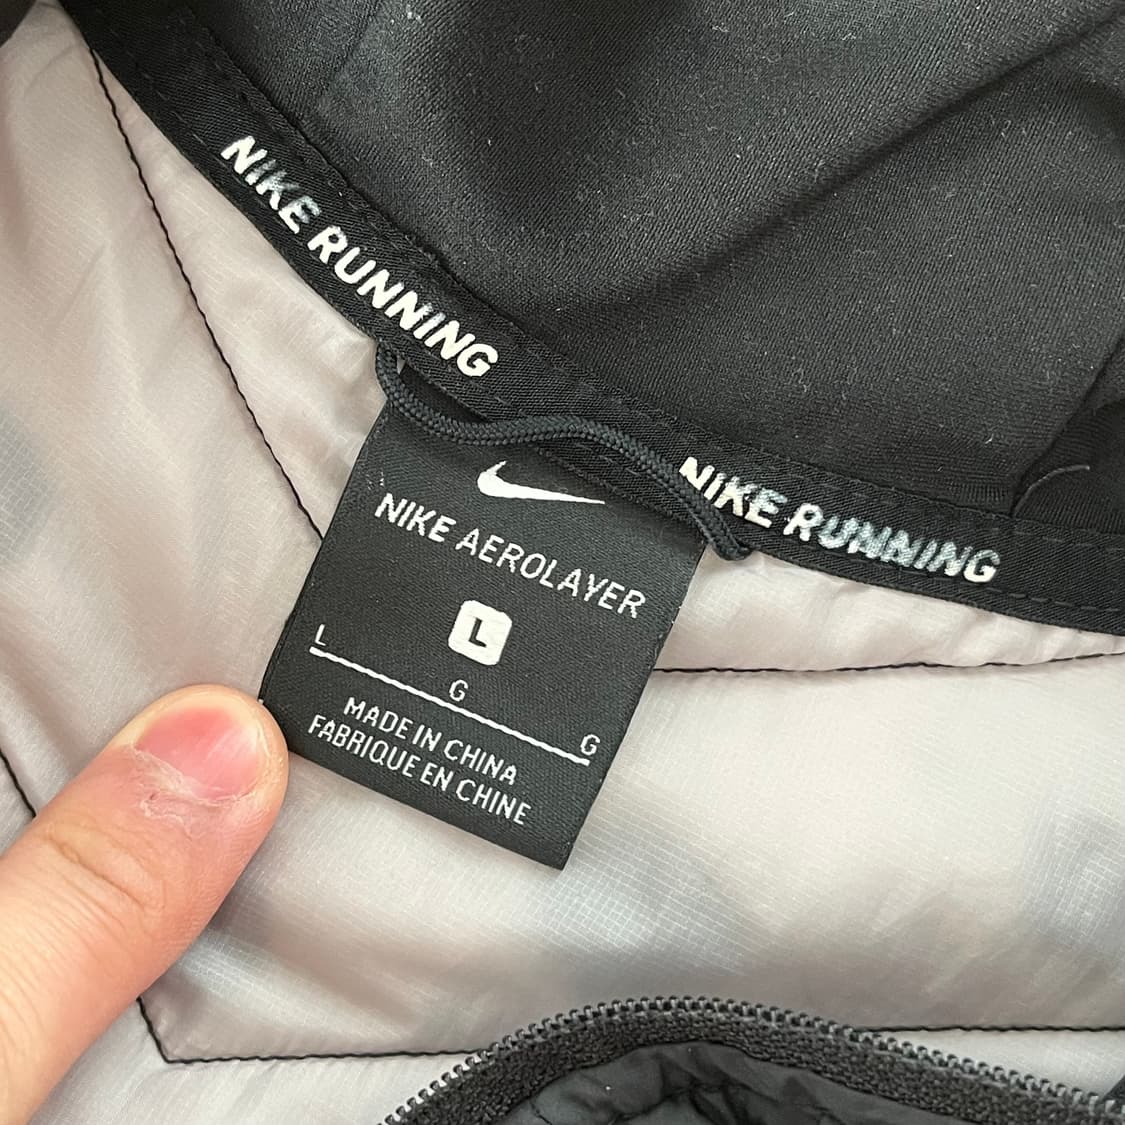 NIKE RUNNING
NIKE RUNNING
NIKE AEROLAYER
L
L G G
MADE IN CHINA
FABRIQUE EN CHINE